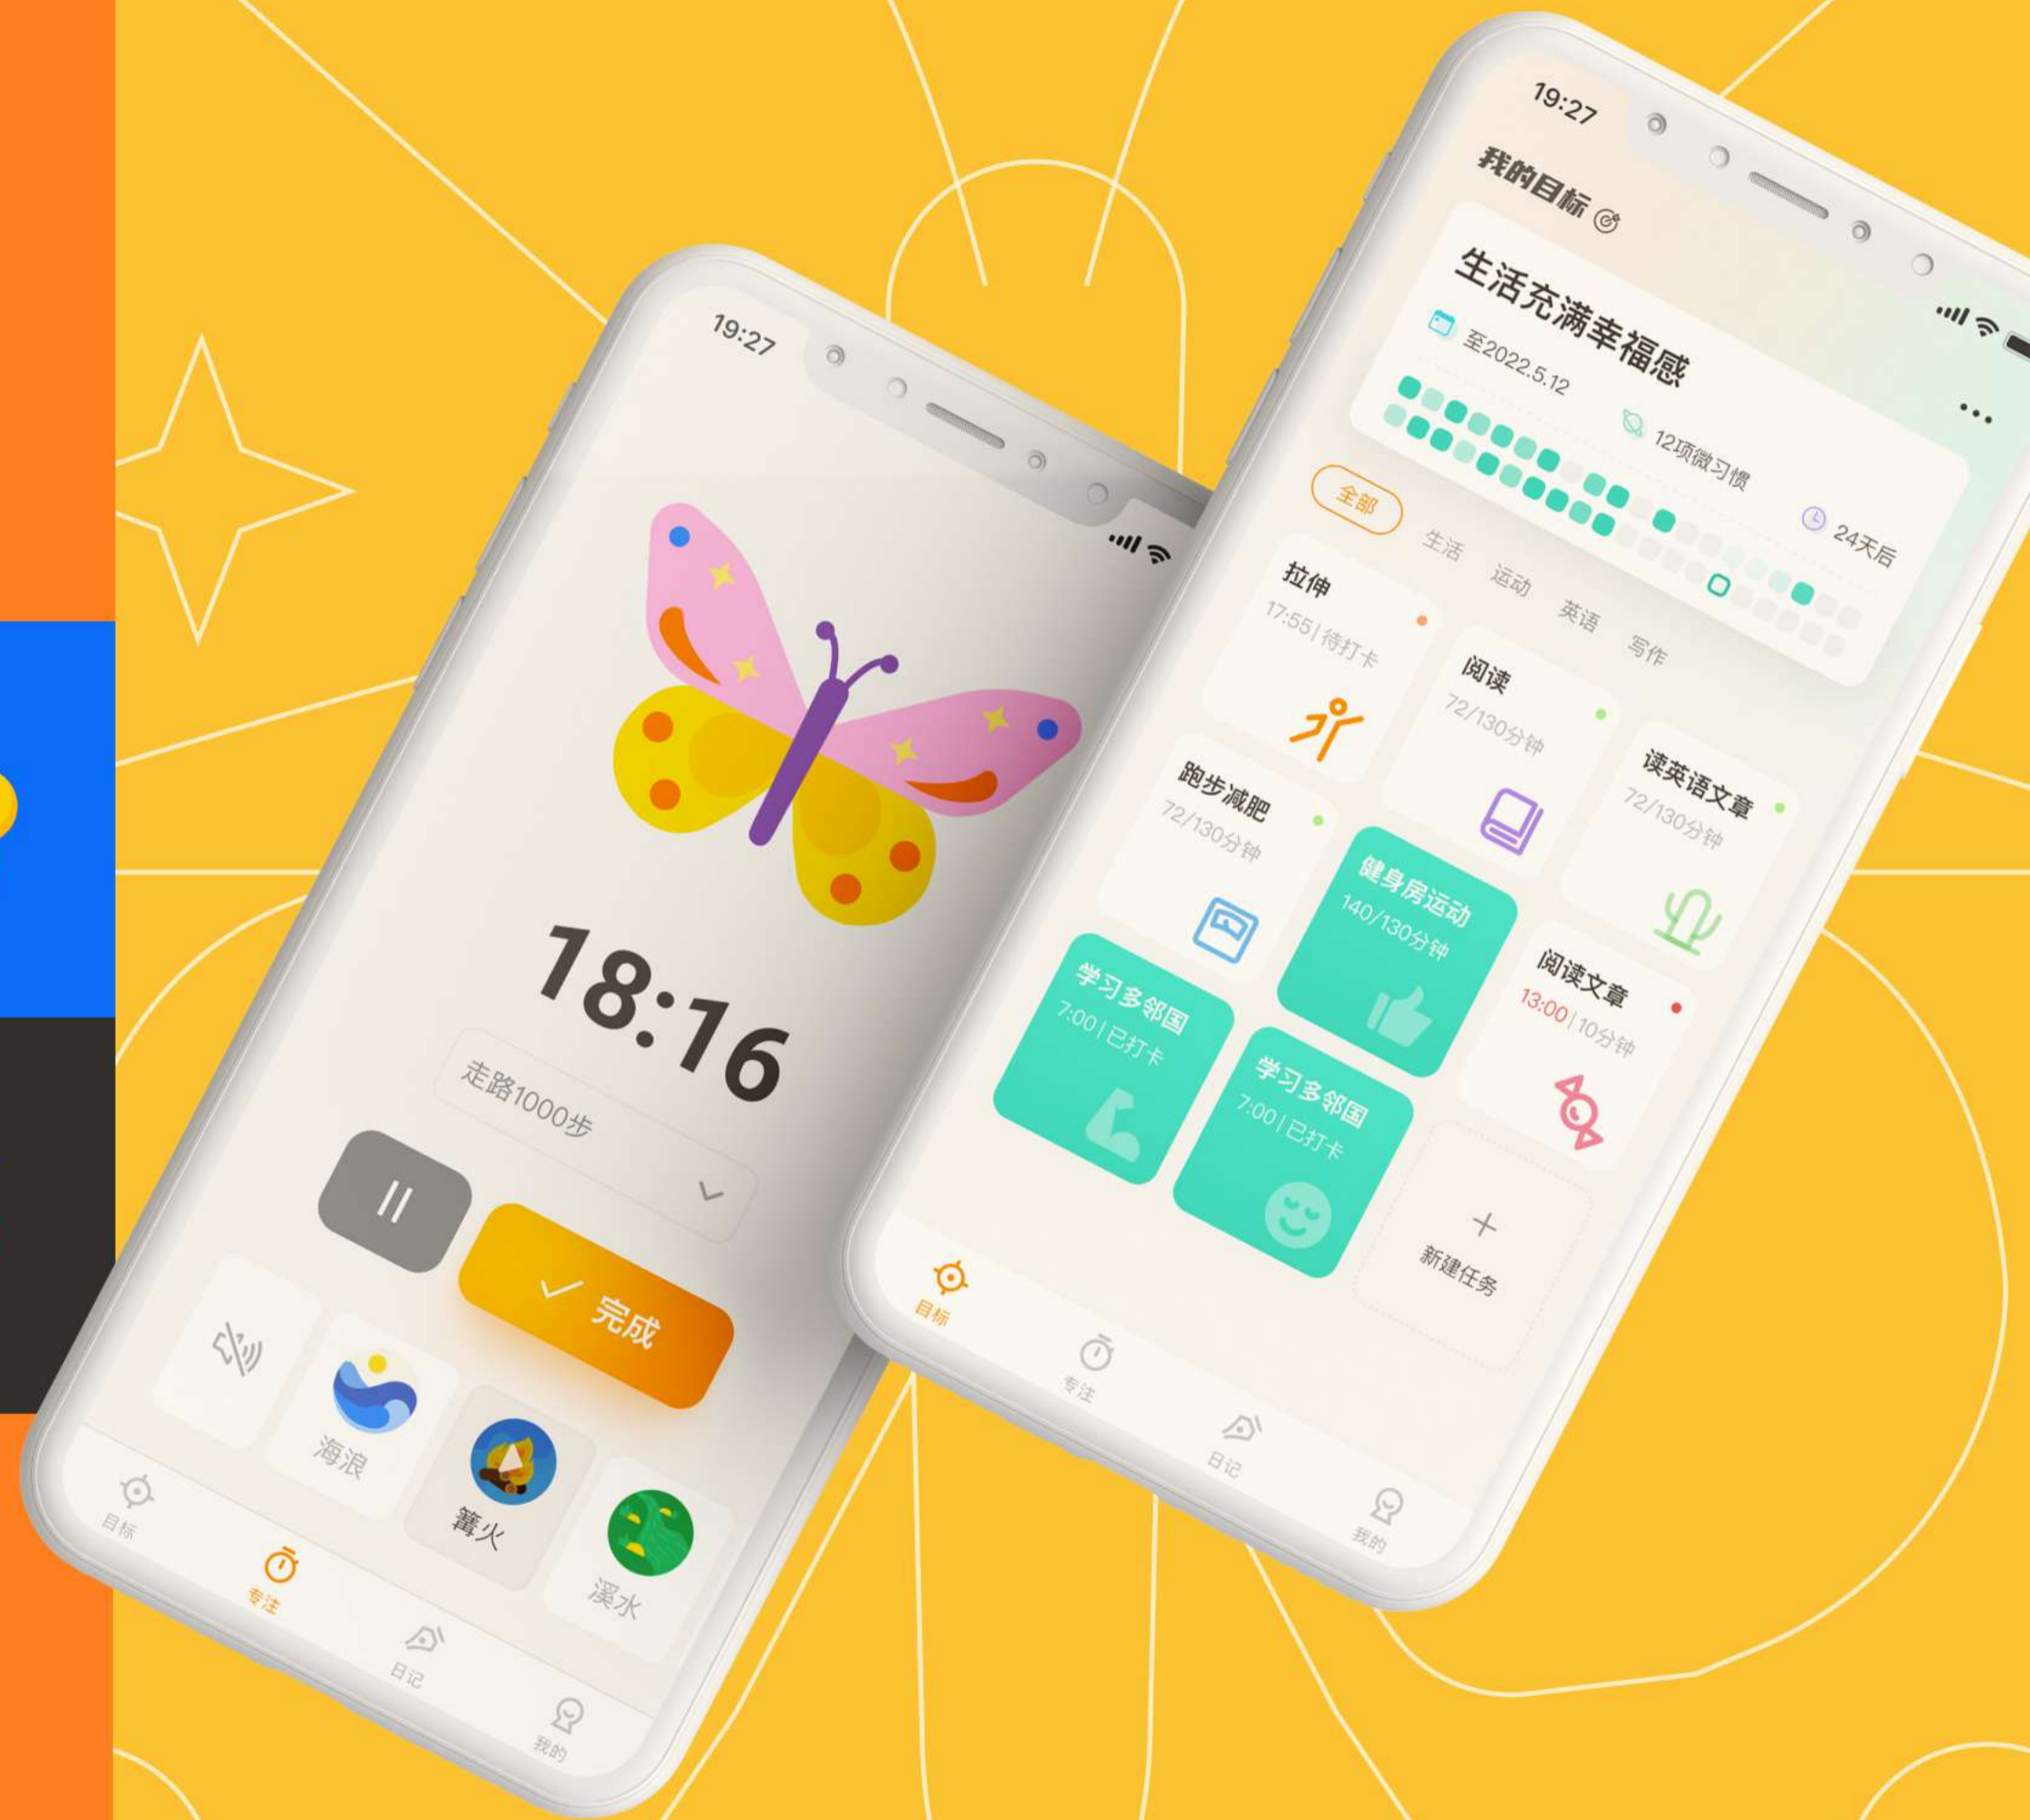 19:27
18:16
走路1000步
完成
海浪
篝火
溪水
目标
专注
日记
我的
19:27
我的目标
生活充满幸福感
至2022.5.12
12项微习惯
24天后
全部
生活
运动
英语
写作
拉伸
17:55|待打卡
阅读
72/130分钟
读英语文章
72/130分钟
跑步减肥
72/130分钟
健身房运动
140/130分钟
阅读文章
13:00|10分钟
学习多邻国
7:00|已打卡
学习多邻国
7:00|已打卡
新建任务
目标
专注
日记
我的